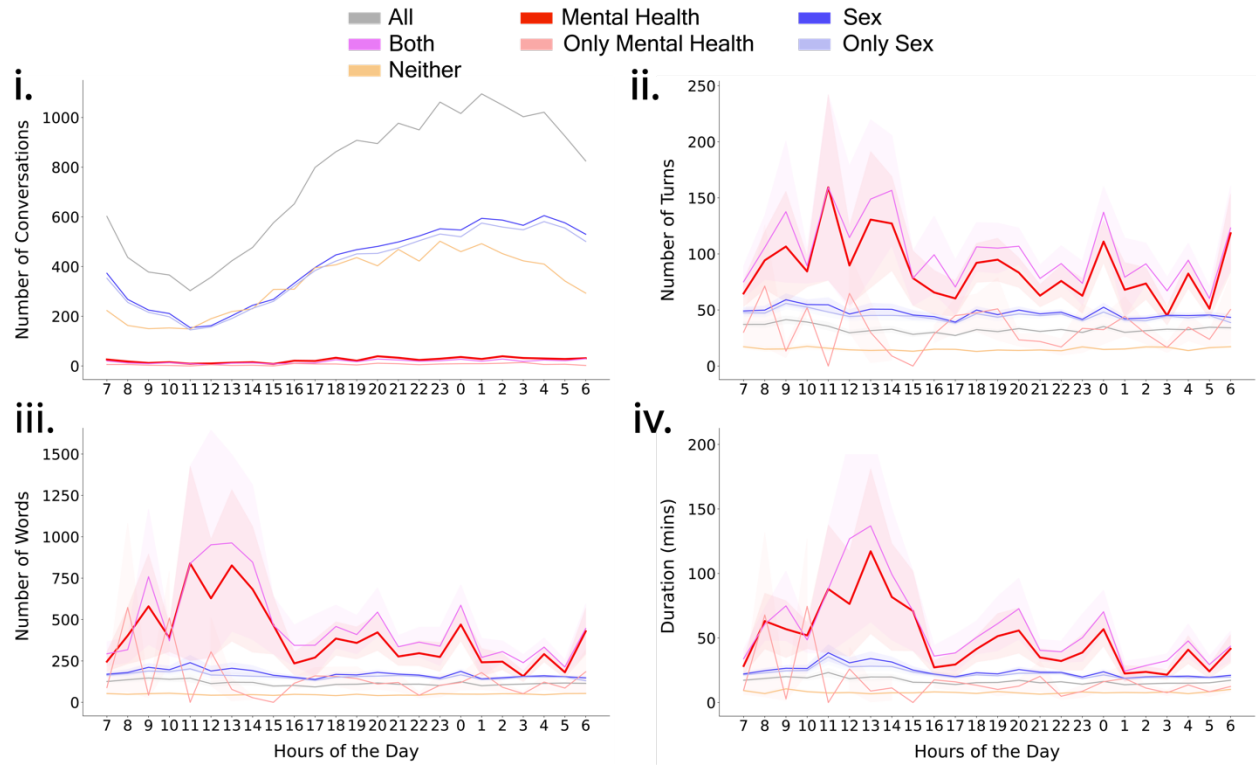 All Mental Health Sex
Both Only Mental Health Only Sex
Neither
i.
Number of Conversations
1000
800
600
400
200
0
7 8 9 10 11 12 13 14 15 16 17 18 19 20 21 22 23 0 1 2 3 4 5 6
ii.
Number of Turns
250
200
150
100
50
0
7 8 9 10 11 12 13 14 15 16 17 18 19 20 21 22 23 0 1 2 3 4 5 6
iii.
Number of Words
1500
1250
1000
750
500
250
0
7 8 9 10 11 12 13 14 15 16 17 18 19 20 21 22 23 0 1 2 3 4 5 6
Hours of the Day
iv.
Duration (mins)
200
150
100
50
0
7 8 9 10 11 12 13 14 15 16 17 18 19 20 21 22 23 0 1 2 3 4 5 6
Hours of the Day